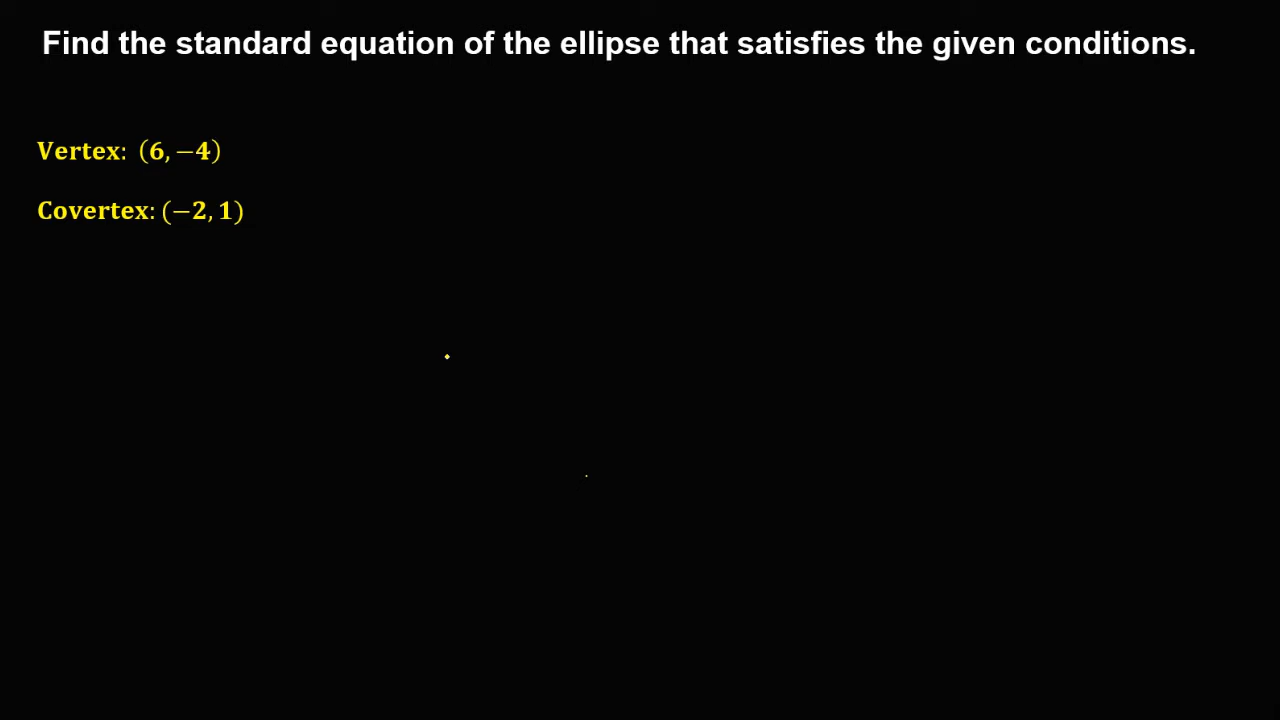 Find the standard equation of the ellipse that satisfies the given conditions.
Vertex: (6, −4)
Covertex: (−2, 1)